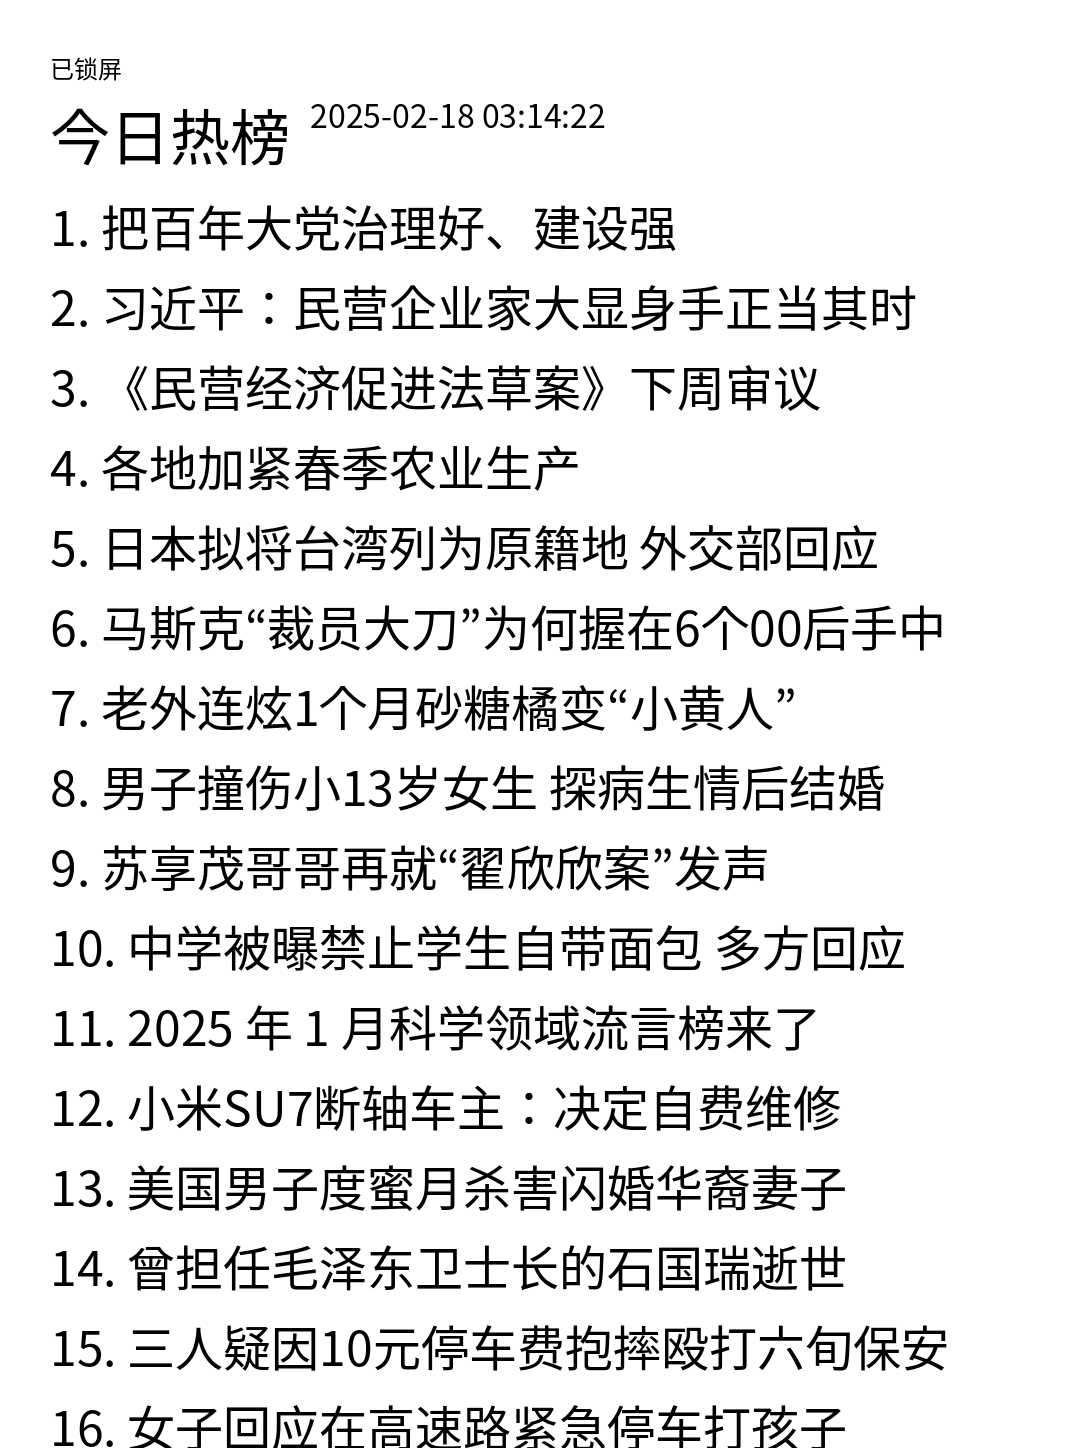 已锁屏
今日热榜 2025-02-18 03:14:22
1. 把百年大党治理好、建设强
2. 习近平：民营企业家大显身手正当其时
3. 《民营经济促进法草案》下周审议
4. 各地加紧春季农业生产
5. 日本拟将台湾列为原籍地 外交部回应
6. 马斯克“裁员大刀”为何握在6个00后手中
7. 老外连炫1个月砂糖橘变“小黄人”
8. 男子撞伤小13岁女生 探病生情后结婚
9. 苏享茂哥哥再就“翟欣欣案”发声
10. 中学被曝禁止学生自带面包 多方回应
11. 2025 年 1 月科学领域流言榜来了
12. 小米SU7断轴车主：决定自费维修
13. 美国男子度蜜月杀害闪婚华裔妻子
14. 曾担任毛泽东卫士长的石国瑞逝世
15. 三人疑因10元停车费抱摔殴打六旬保安
16. 女子回应在高速路紧急停车打孩子